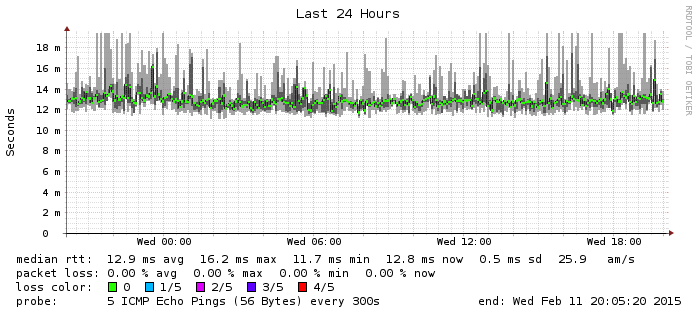 Last 24 Hours
RRDTOOL / TOBI OETIKER
Seconds
18 m
16 m
14 m
12 m
10 m
8 m
6 m
4 m
2 m
0
Wed 00:00 Wed 06:00 Wed 12:00 Wed 18:00
median rtt: 12.9 ms avg 16.2 ms max 11.7 ms min 12.8 ms now 0.5 ms sd 25.9 am/s
packet loss: 0.00 % avg 0.00 % max 0.00 % min 0.00 % now
loss color: 0 1/5 2/5 3/5 4/5
probe: 5 ICMP Echo Pings (56 Bytes) every 300s end: Wed Feb 11 20:05:20 2015